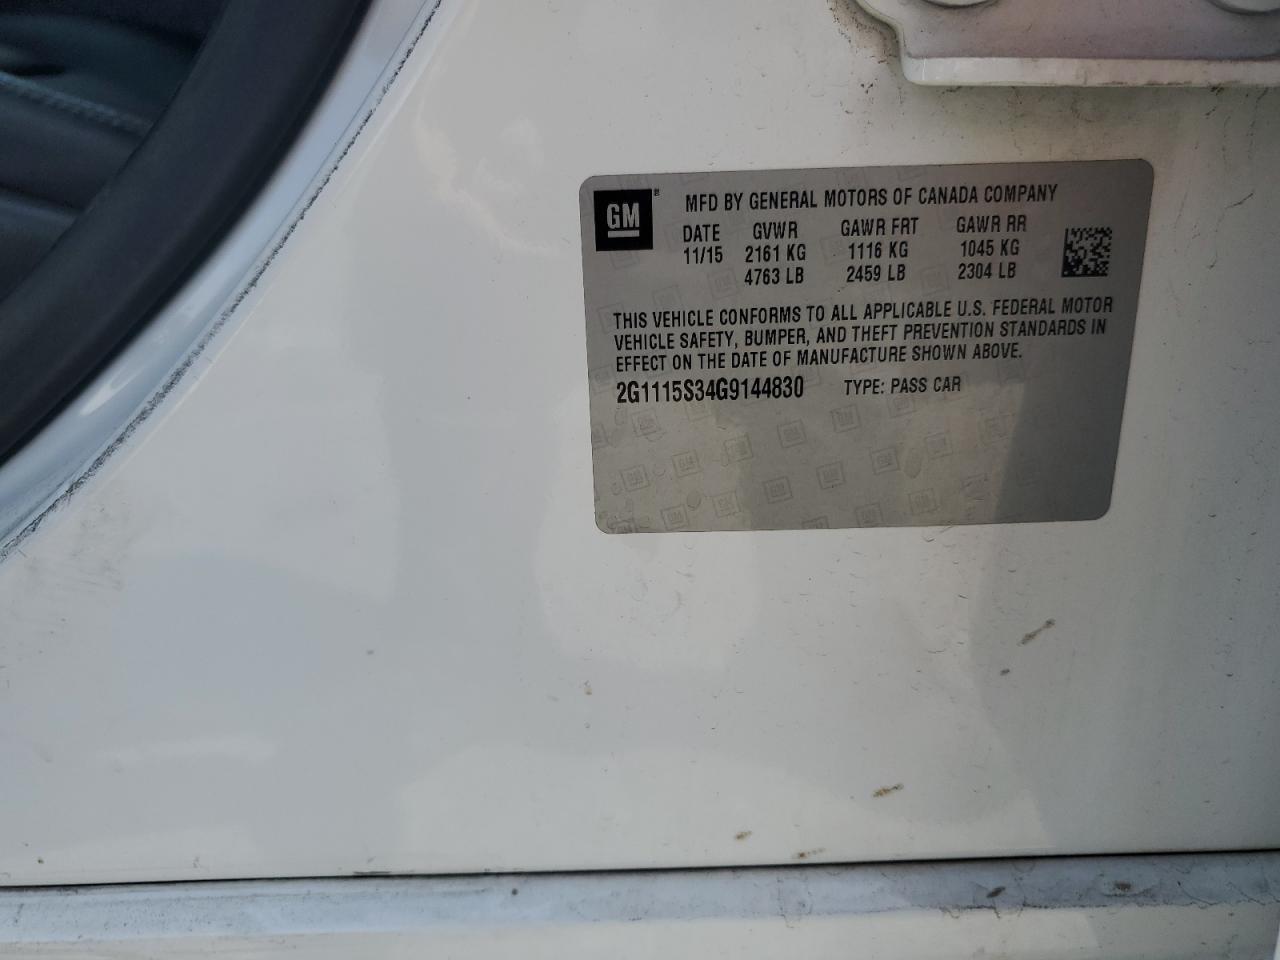 GM ® MFD BY GENERAL MOTORS OF CANADA COMPANY
DATE GVWR GAWR FRT GAWR RR
11/15 2161 KG 1116 KG 1045 KG
4763 LB 2459 LB 2304 LB
THIS VEHICLE CONFORMS TO ALL APPLICABLE U.S. FEDERAL MOTOR
VEHICLE SAFETY, BUMPER, AND THEFT PREVENTION STANDARDS IN
EFFECT ON THE DATE OF MANUFACTURE SHOWN ABOVE.
2G1115S34G9144830 TYPE: PASS CAR